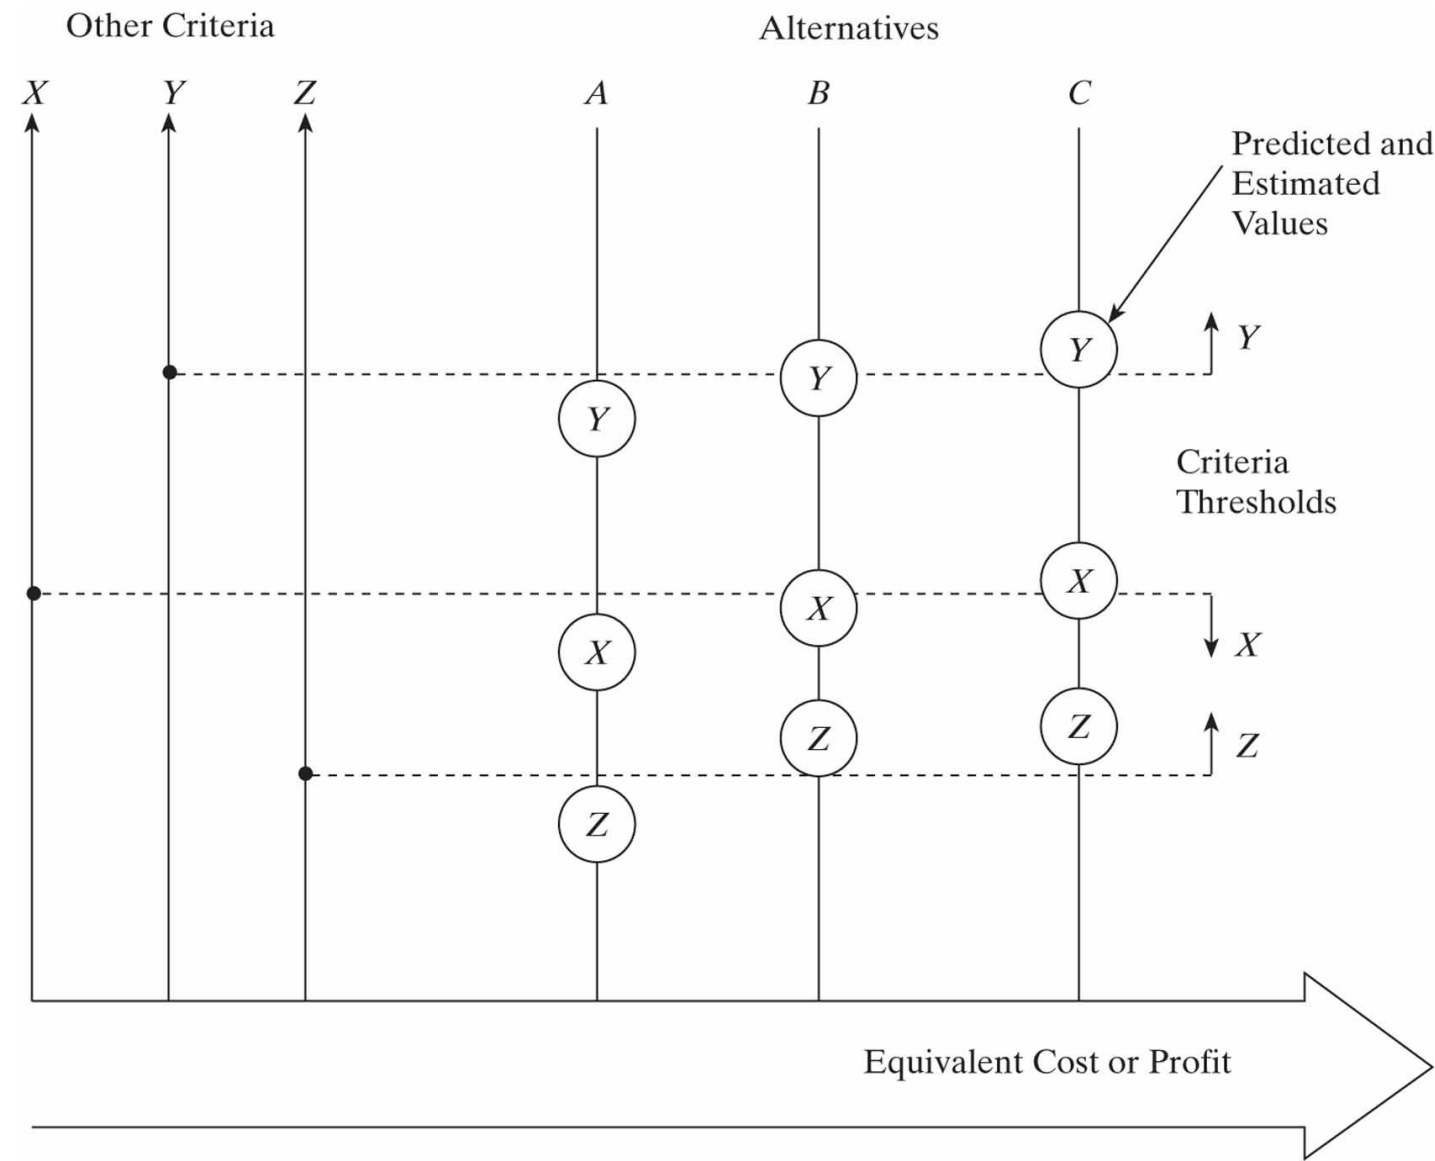 Other Criteria
Alternatives
X
Y
Z
A
B
C
Predicted and
Estimated
Values
Y
Y
Y
Y
Criteria
Thresholds
X
X
X
X
Z
Z
Z
Z
Equivalent Cost or Profit